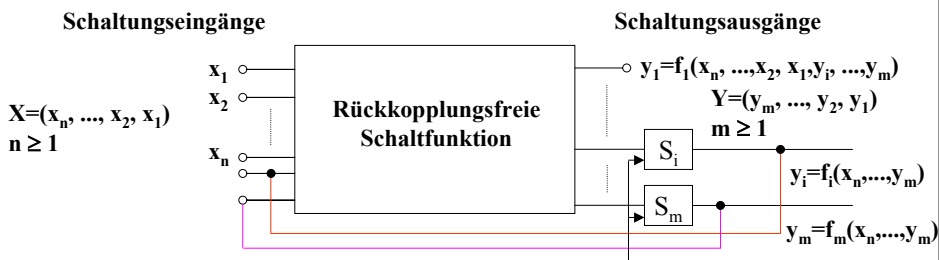 Schaltungseingänge
Schaltungsausgänge
x₁
x₂
xₙ
X=(xₙ, ..., x₂, x₁)
n ≥ 1
Rückkopplungsfreie
Schaltfunktion
y₁=f₁(xₙ, ...,x₂, x₁,yᵢ, ...,yₘ)
Y=(yₘ, ..., y₂, y₁)
m ≥ 1
Sᵢ
yᵢ=fᵢ(xₙ,...,yₘ)
Sₘ
yₘ=fₘ(xₙ,...,yₘ)